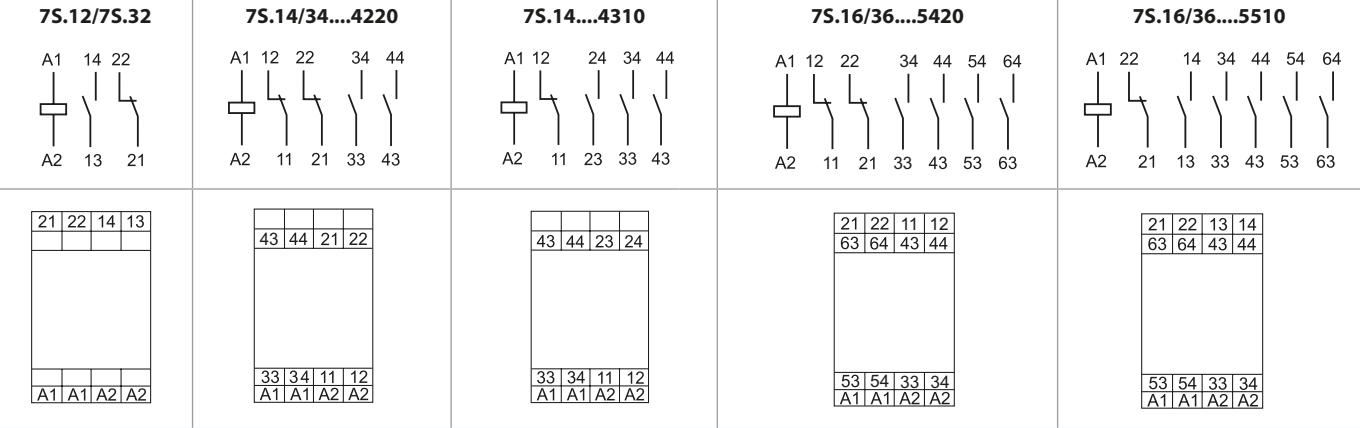 7S.12/7S.32
7S.14/34....4220
7S.14....4310
7S.16/36....5420
7S.16/36....5510
A1 14 22
A2 13 21
A1 12 22 34 44
A2 11 21 33 43
A1 12 24 34 44
A2 11 23 33 43
A1 12 22 34 44 54 64
A2 11 21 33 43 53 63
A1 22 14 34 44 54 64
A2 21 13 33 43 53 63
21 22 14 13
A1 A1 A2 A2
43 44 21 22
33 34 11 12
A1 A1 A2 A2
43 44 23 24
33 34 11 12
A1 A1 A2 A2
21 22 11 12
63 64 43 44
53 54 33 34
A1 A1 A2 A2
21 22 13 14
63 64 43 44
53 54 33 34
A1 A1 A2 A2